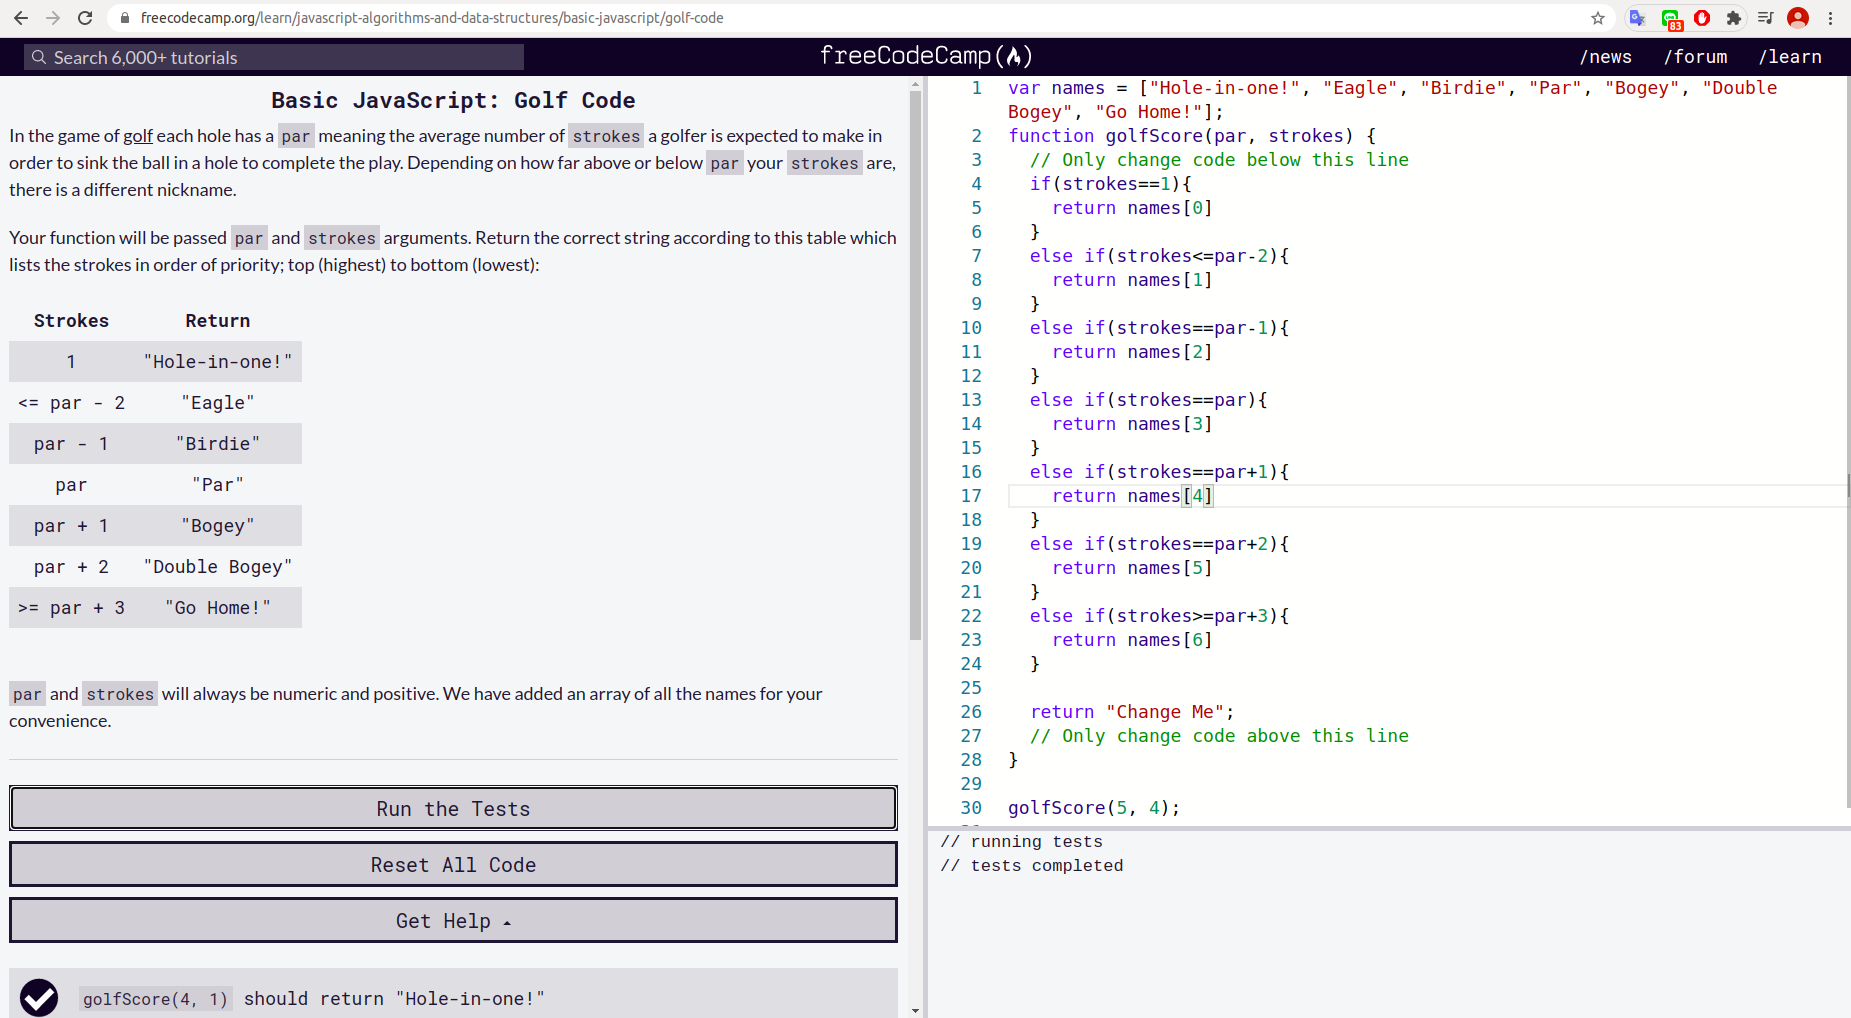 freecodecamp.org/learn/javascript-algorithms-and-data-structures/basic-javascript/golf-code
83
Search 6,000+ tutorials
freeCodeCamp
/news
/forum
/learn
Basic JavaScript: Golf Code
In the game of golf each hole has a par meaning the average number of strokes a golfer is expected to make in
order to sink the ball in a hole to complete the play. Depending on how far above or below par your strokes are,
there is a different nickname.
Your function will be passed par and strokes arguments. Return the correct string according to this table which
lists the strokes in order of priority; top (highest) to bottom (lowest):
Strokes Return
1 "Hole-in-one!"
<= par - 2 "Eagle"
par - 1 "Birdie"
par "Par"
par + 1 "Bogey"
par + 2 "Double Bogey"
>= par + 3 "Go Home!"
par and strokes will always be numeric and positive. We have added an array of all the names for your
convenience.
Run the Tests
Reset All Code
Get Help
golfScore(4, 1) should return "Hole-in-one!"
1 var names = ["Hole-in-one!", "Eagle", "Birdie", "Par", "Bogey", "Double
Bogey", "Go Home!"];
2 function golfScore(par, strokes) {
3 // Only change code below this line
4 if(strokes==1){
5 return names[0]
6 }
7 else if(strokes<=par-2){
8 return names[1]
9 }
10 else if(strokes==par-1){
11 return names[2]
12 }
13 else if(strokes==par){
14 return names[3]
15 }
16 else if(strokes==par+1){
17 return names[4]
18 }
19 else if(strokes==par+2){
20 return names[5]
21 }
22 else if(strokes>=par+3){
23 return names[6]
24 }
25
26 return "Change Me";
27 // Only change code above this line
28 }
29
30 golfScore(5, 4);
// running tests
// tests completed